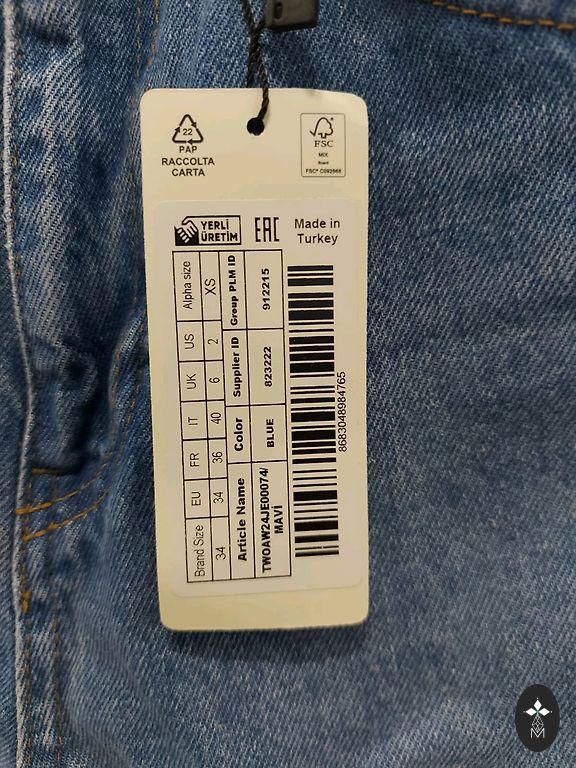 22
PAP
RACCOLTA
CARTA
FSC
MIX
Board
FSC® C092668
YERLİ
ÜRETİM
EAC
Made in
Turkey
Brand Size EU FR IT UK US Alpha size
34 34 36 40 6 2 XS
Article Name Color Supplier ID Group PLM ID
TWOAW24JE00074/
MAVİ BLUE 823222 912215
8683048984765
M